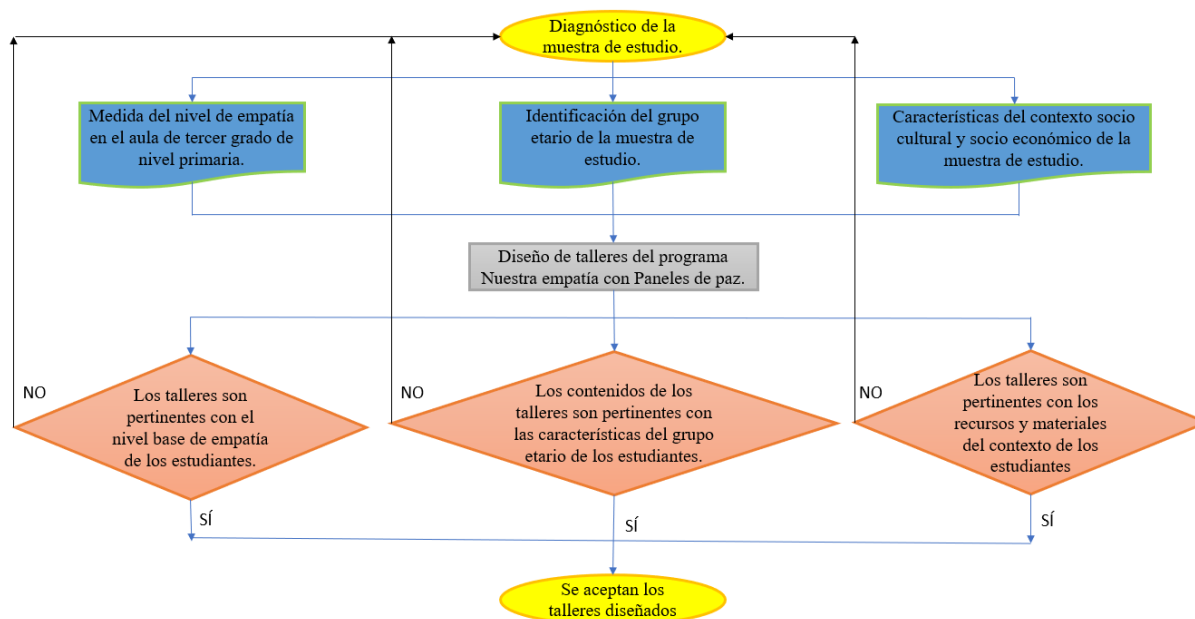 Diagnóstico de la
muestra de estudio.
Medida del nivel de empatía
en el aula de tercer grado de
nivel primaria.
Identificación del grupo
etario de la muestra de
estudio.
Características del contexto socio
cultural y socio económico de la
muestra de estudio.
Diseño de talleres del programa
Nuestra empatía con Paneles de paz.
NO
Los talleres son
pertinentes con el
nivel base de empatía
de los estudiantes.
NO
Los contenidos de los
talleres son pertinentes con
las características del grupo
etario de los estudiantes.
NO
Los talleres son
pertinentes con los
recursos y materiales
del contexto de los
estudiantes
SÍ
SÍ
SÍ
Se aceptan los
talleres diseñados